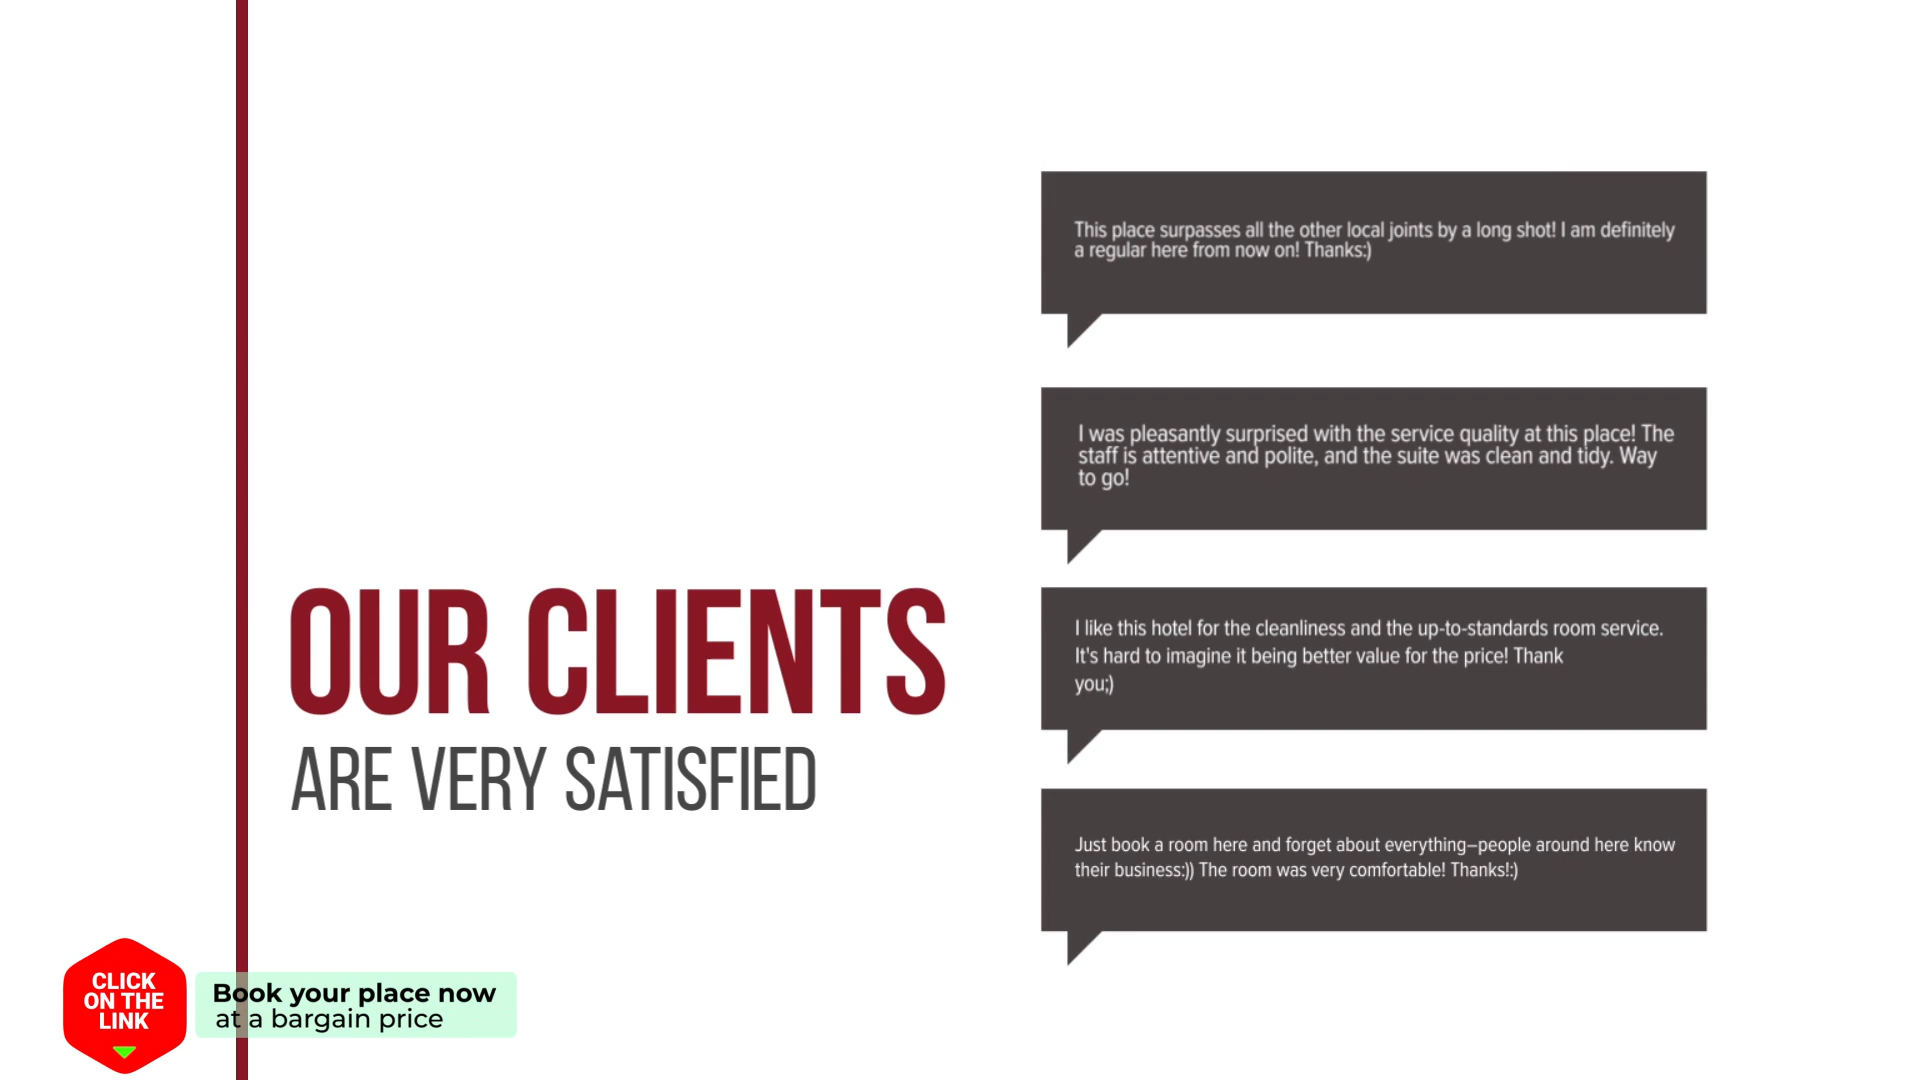 This place surpasses all the other local joints by a long shot! I am definitely
a regular here from now on! Thanks:)
I was pleasantly surprised with the service quality at this place! The
staff is attentive and polite, and the suite was clean and tidy. Way
to go!
OUR CLIENTS
ARE VERY SATISFIED
I like this hotel for the cleanliness and the up-to-standards room service.
It's hard to imagine it being better value for the price! Thank
you;)
Just book a room here and forget about everything–people around here know
their business:)) The room was very comfortable! Thanks!:)
CLICK
ON THE
LINK
Book your place now
at a bargain price